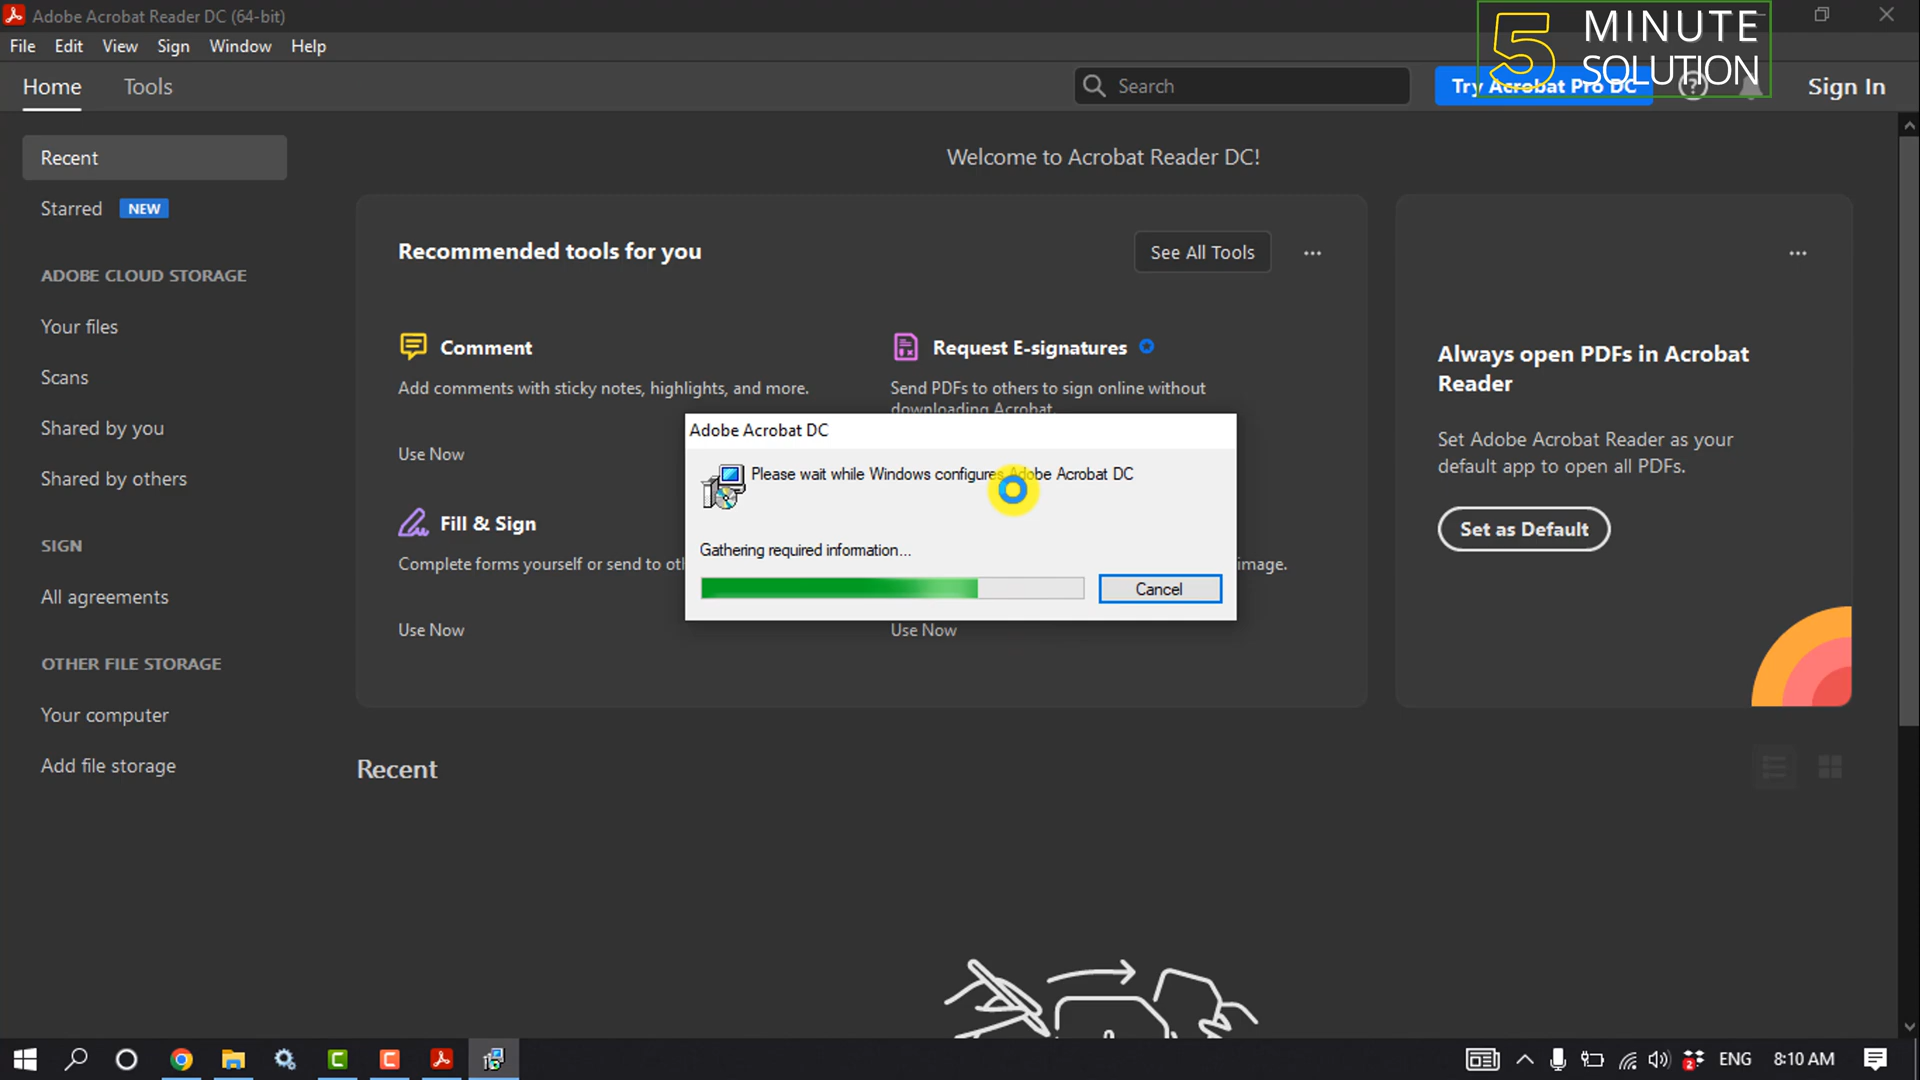 Adobe Acrobat Reader DC (64-bit)
File Edit View Sign Window Help
5 MINUTE SOLUTION
Home Tools
Search
Try Acrobat Pro DC
Sign In
Recent
Starred NEW
ADOBE CLOUD STORAGE
Your files
Scans
Shared by you
Shared by others
SIGN
All agreements
OTHER FILE STORAGE
Your computer
Add file storage
Welcome to Acrobat Reader DC!
Recommended tools for you
See All Tools
Comment
Add comments with sticky notes, highlights, and more.
Use Now
Request E-signatures
Send PDFs to others to sign online without
downloading Acrobat.
Fill & Sign
Complete forms yourself or send to
image.
Use Now
Use Now
Adobe Acrobat DC
Please wait while Windows configures Adobe Acrobat DC
Gathering required information...
Cancel
Always open PDFs in Acrobat
Reader
Set Adobe Acrobat Reader as your
default app to open all PDFs.
Set as Default
Recent
2
ENG
8:10 AM